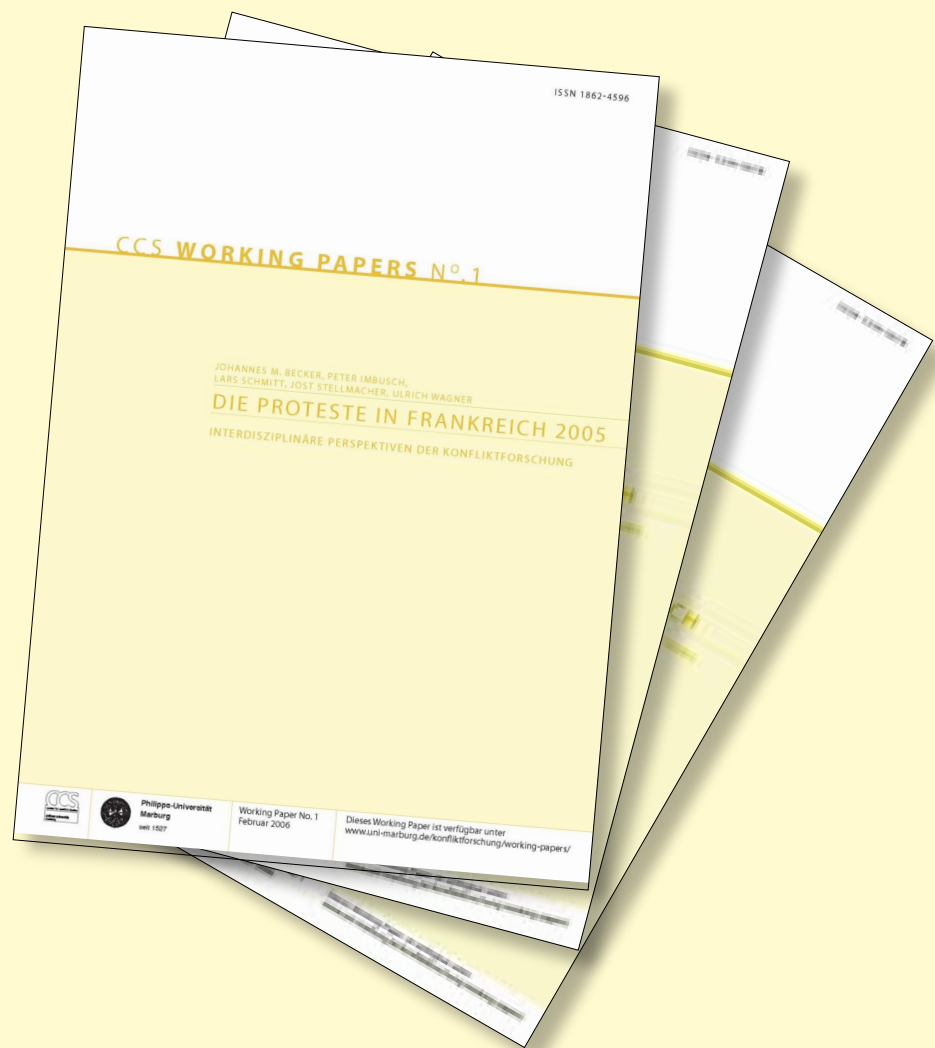 ISSN 1862-4596
CCS WORKING PAPERS Nº.1
JOHANNES M. BECKER, PETER IMBUSCH,
LARS SCHMITT, JOST STELLMACHER, ULRICH WAGNER
DIE PROTESTE IN FRANKREICH 2005
INTERDISZIPLINÄRE PERSPEKTIVEN DER KONFLIKTFORSCHUNG
CCS
Philipps-Universität
Marburg
seit 1527
Working Paper No. 1
Februar 2006
Dieses Working Paper ist verfügbar unter
www.uni-marburg.de/konfliktforschung/working-papers/
H
CH